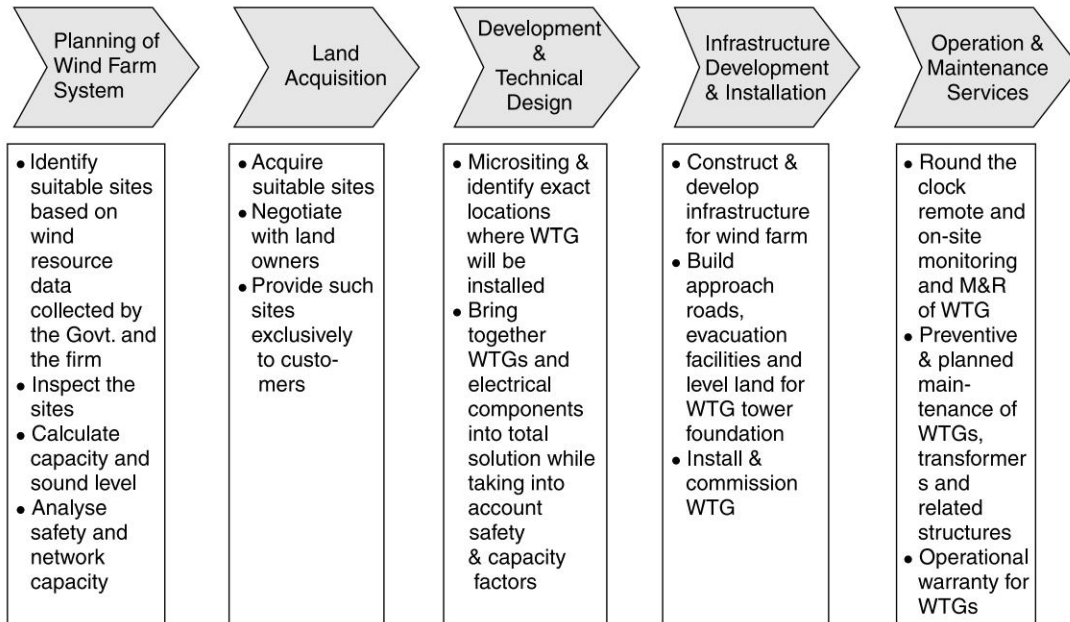 Planning of
Wind Farm
System
Land
Acquisition
Development
&
Technical
Design
Infrastructure
Development
& Installation
Operation &
Maintenance
Services
• Identify
suitable sites
based on
wind
resource
data
collected by
the Govt. and
the firm
• Inspect the
sites
• Calculate
capacity and
sound level
• Analyse
safety and
network
capacity
• Acquire
suitable sites
• Negotiate
with land
owners
• Provide such
sites
exclusively
to custo-
mers
• Micrositing &
identify exact
locations
where WTG
will be
installed
• Bring
together
WTGs and
electrical
components
into total
solution while
taking into
account
safety
& capacity
factors
• Construct &
develop
infrastructure
for wind farm
• Build
approach
roads,
evacuation
facilities and
level land for
WTG tower
foundation
• Install &
commission
WTG
• Round the
clock
remote and
on-site
monitoring
and M&R
of WTG
• Preventive
& planned
main-
tenance of
WTGs,
transformer
s and
related
structures
• Operational
warranty for
WTGs